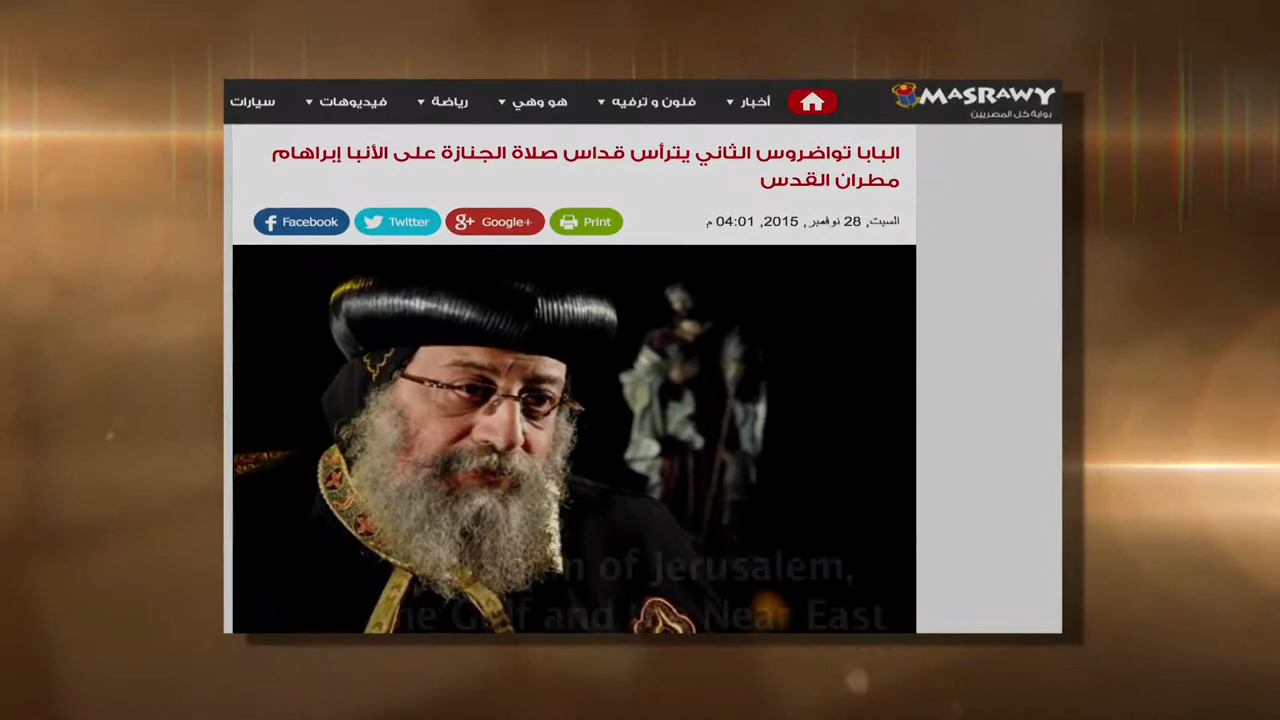 MASRAWY
بوابة كل المصريين
أخبار
فنون و ترفيه
هو وهي
رياضة
فيديوهات
سيارات
البابا تواضروس الثاني يترأس قداس صلاة الجنازة على الأنبا إبراهام
مطران القدس
السبت, 28 نوفمبر, 2015, 04:01 م
Facebook
Twitter
Google+
Print
of Jerusalem,
and Near East